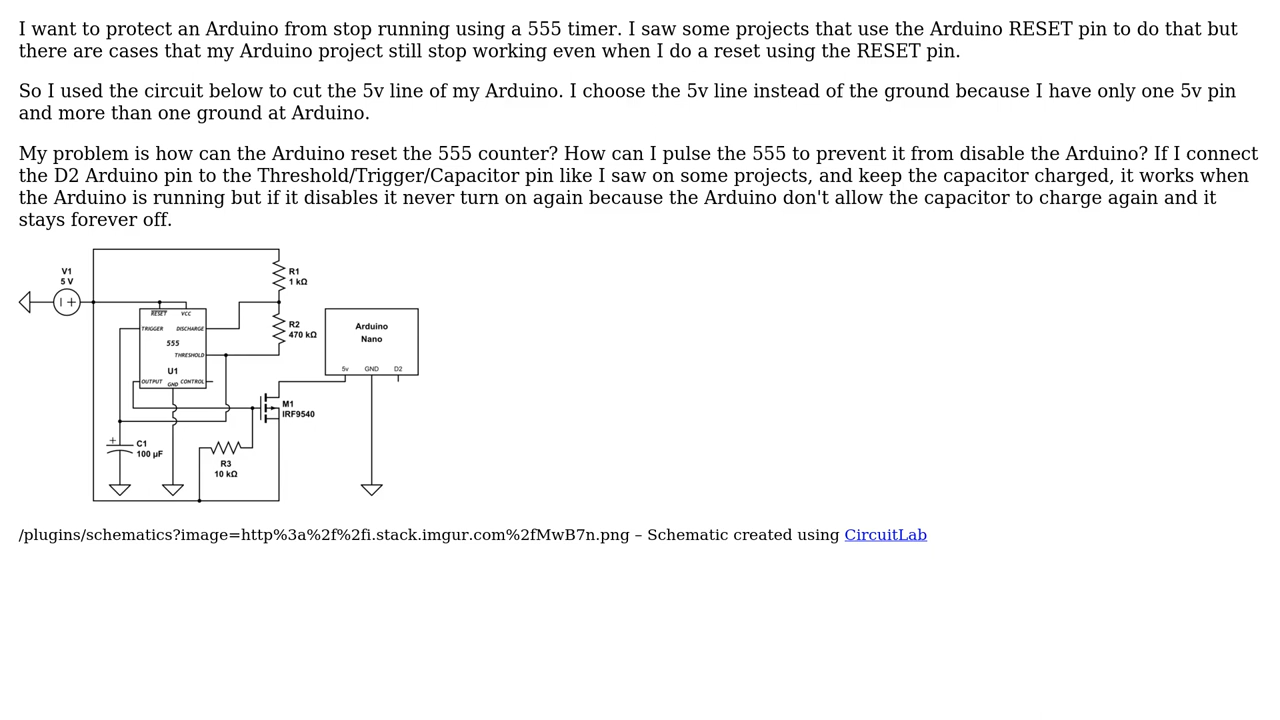 I want to protect an Arduino from stop running using a 555 timer. I saw some projects that use the Arduino RESET pin to do that but
there are cases that my Arduino project still stop working even when I do a reset using the RESET pin.
So I used the circuit below to cut the 5v line of my Arduino. I choose the 5v line instead of the ground because I have only one 5v pin
and more than one ground at Arduino.
My problem is how can the Arduino reset the 555 counter? How can I pulse the 555 to prevent it from disable the Arduino? If I connect
the D2 Arduino pin to the Threshold/Trigger/Capacitor pin like I saw on some projects, and keep the capacitor charged, it works when
the Arduino is running but if it disables it never turn on again because the Arduino don't allow the capacitor to charge again and it
stays forever off.
V1
5 V
R1
1 kΩ
RESET VCC
TRIGGER DISCHARGE
555
THRESHOLD
U1
OUTPUT GND CONTROL
R2
470 kΩ
Arduino
Nano
5v GND D2
M1
IRF9540
C1
100 µF
R3
10 kΩ
/plugins/schematics?image=http%3a%2f%2fi.stack.imgur.com%2fMwB7n.png – Schematic created using CircuitLab